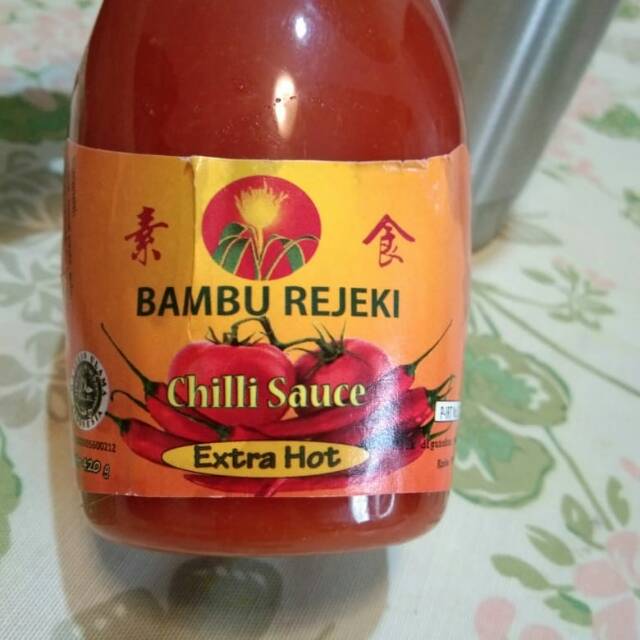 素 食
BAMBU REJEKI
Chilli Sauce
Extra Hot